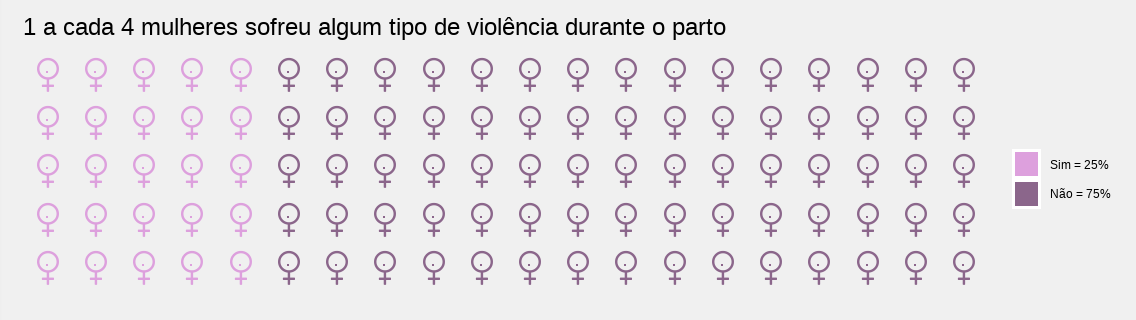 1 a cada 4 mulheres sofreu algum tipo de violência durante o parto
Sim = 25%
Não = 75%